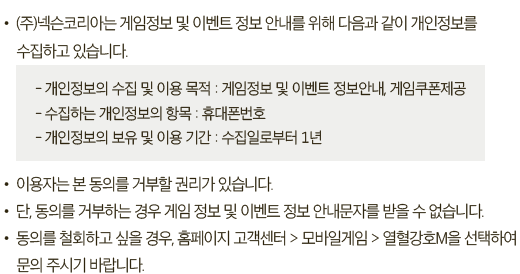 • (주)넥슨코리아는 게임정보 및 이벤트 정보 안내를 위해 다음과 같이 개인정보를
수집하고 있습니다.
- 개인정보의 수집 및 이용 목적 : 게임정보 및 이벤트 정보안내, 게임쿠폰제공
- 수집하는 개인정보의 항목 : 휴대폰번호
- 개인정보의 보유 및 이용 기간 : 수집일로부터 1년
• 이용자는 본 동의를 거부할 권리가 있습니다.
• 단, 동의를 거부하는 경우 게임 정보 및 이벤트 정보 안내문자를 받을 수 없습니다.
• 동의를 철회하고 싶을 경우, 홈페이지 고객센터 > 모바일게임 > 열혈강호M을 선택하여
문의 주시기 바랍니다.